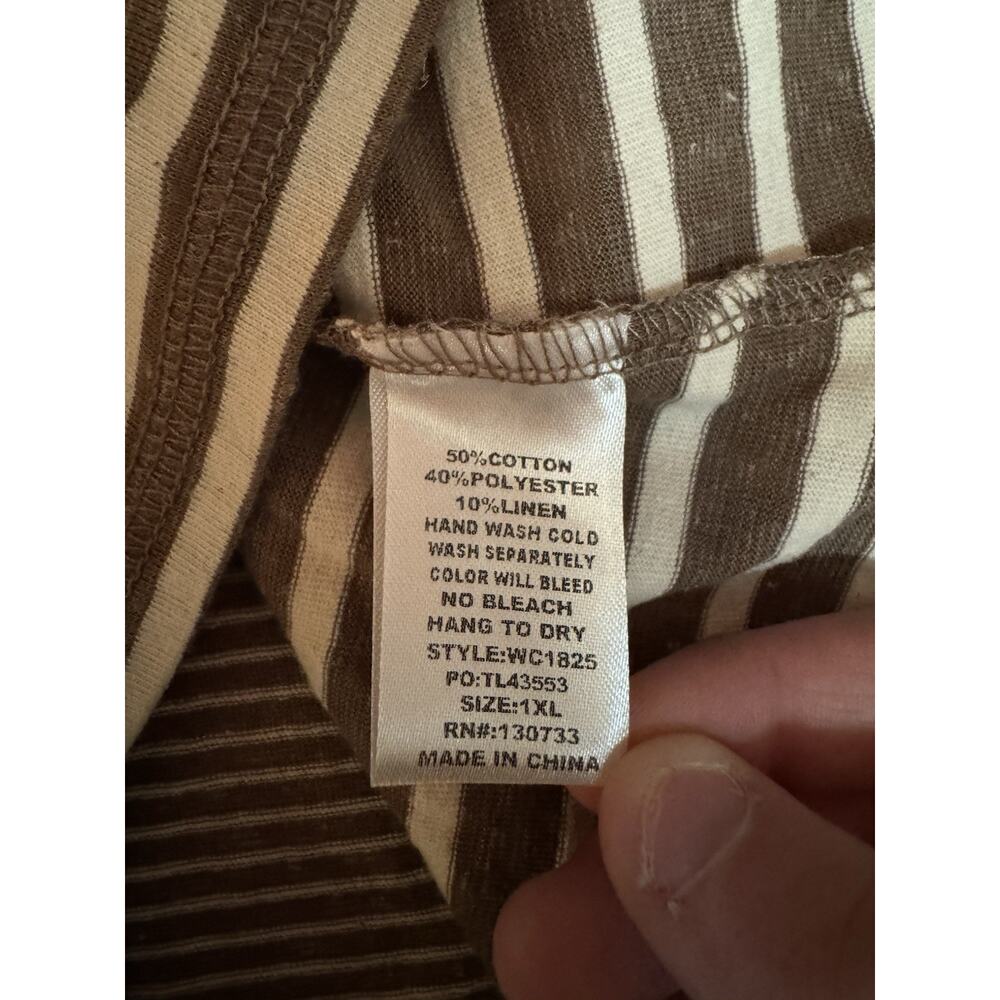 50%COTTON
40%POLYESTER
10%LINEN
HAND WASH COLD
WASH SEPARATELY
COLOR WILL BLEED
NO BLEACH
HANG TO DRY
STYLE:WC1825
PO:TL43553
SIZE:1XL
RN#:130733
MADE IN CHINA